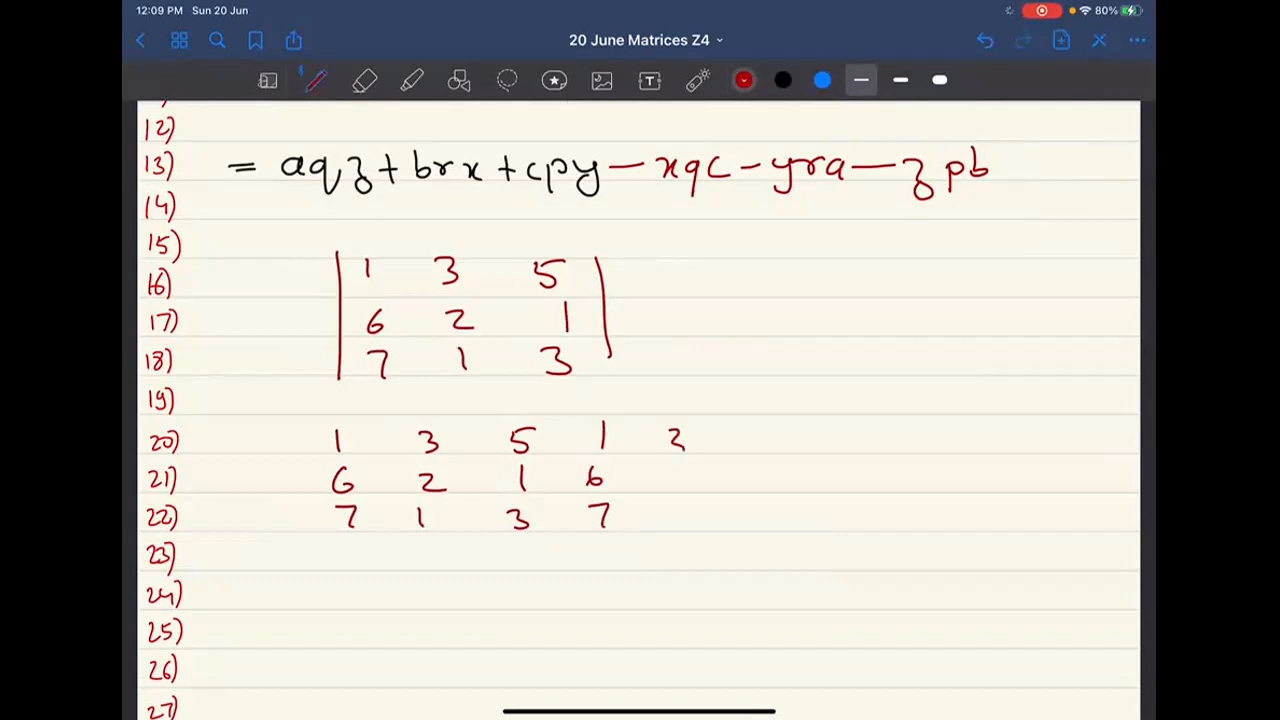 12:09 PM Sun 20 Jun 80%
20 June Matrices Z4
T
12)
13) = aqz + brx + cpy - xqc - yra - zpb
14)
15)
16) 1 3 5
17) 6 2 1
18) 7 1 3
19)
20) 1 3 5 1
21) 6 2 1 6
22) 7 1 3 7
23)
24)
25)
26)
27)